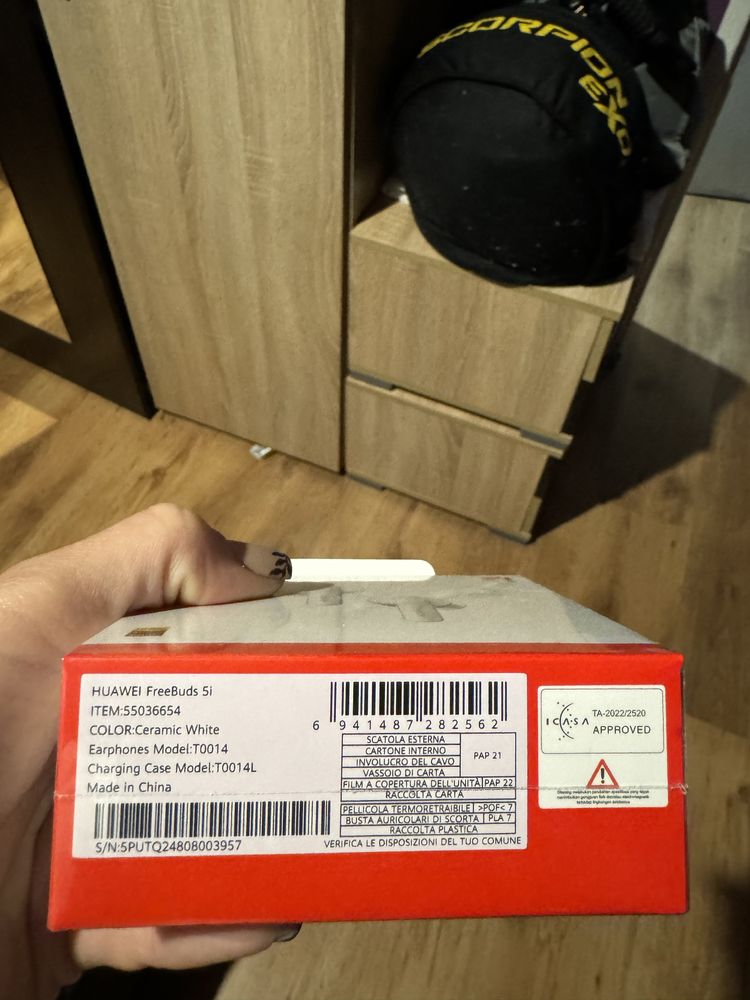 SCORPION
EXO
HUAWEI FreeBuds 5i
ITEM:55036654
COLOR:Ceramic White
Earphones Model:T0014
Charging Case Model:T0014L
Made in China
S/N:5PUTQ24808003957
6 941487 282562
SCATOLA ESTERNA
CARTONE INTERNO
INVOLUCRO DEL CAVO
VASSOIO DI CARTA
PAP 21
FILM A COPERTURA DELL'UNITÀ PAP 22
RACCOLTA CARTA
PELLICOLA TERMORETRAIBILE >POF< 7
BUSTA AURICOLARI DI SCORTA PLA 7
RACCOLTA PLASTICA
VERIFICA LE DISPOSIZIONI DEL TUO COMUNE
ICASA
TA-2022/2520
APPROVED